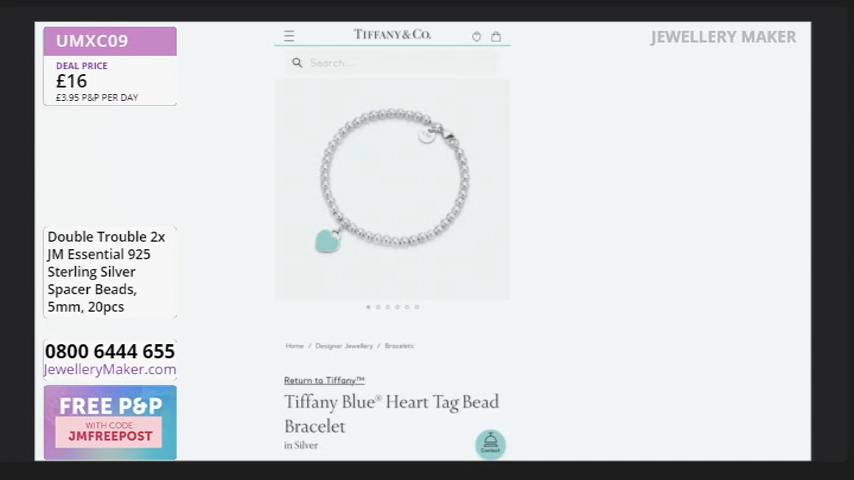 UMXC09
DEAL PRICE
£16
£3.95 P&P PER DAY
Double Trouble 2x
JM Essential 925
Sterling Silver
Spacer Beads,
5mm, 20pcs
0800 6444 655
JewelleryMaker.com
FREE P&P
WITH CODE
JMFREEPOST
TIFFANY & CO.
Search....
Home / Designer Jewellery / Bracelets
Return to Tiffany™
Tiffany Blue® Heart Tag Bead
Bracelet
in Silver
Contact
JEWELLERY MAKER